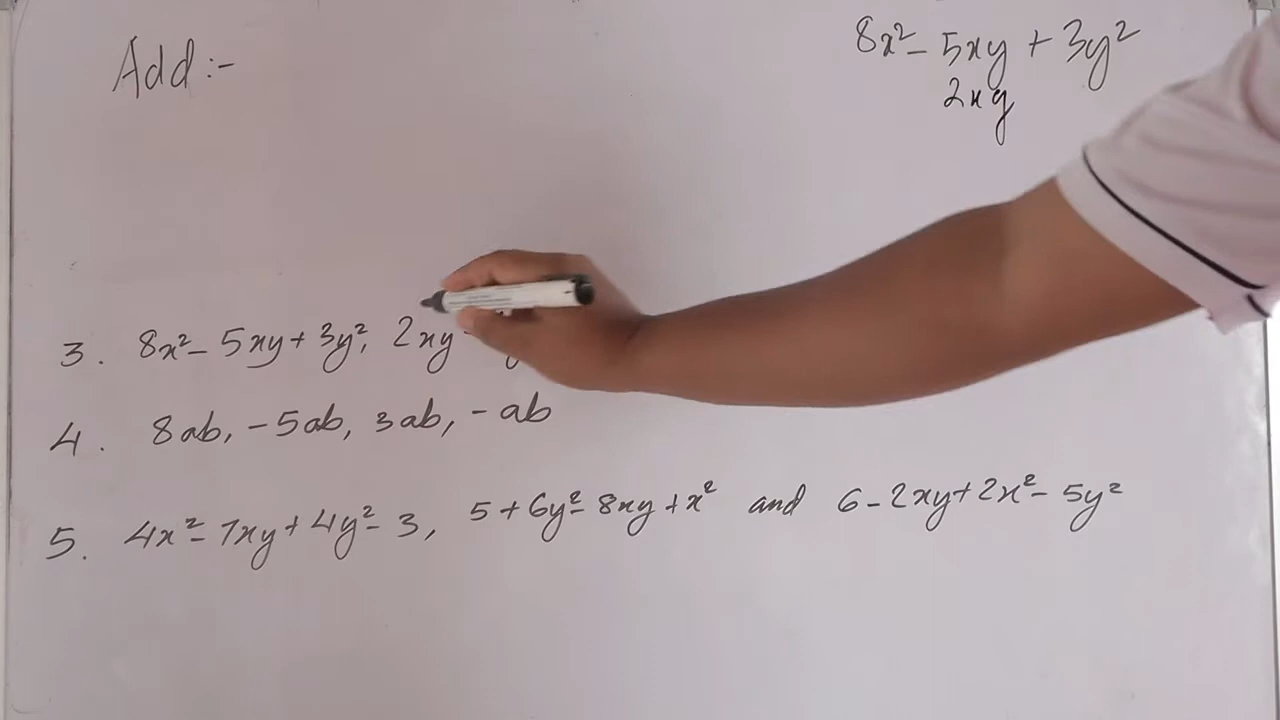 Add :-
8x² - 5xy + 3y²
2xy
3. 8x² - 5xy + 3y², 2xy -
4. 8ab, - 5ab, 3ab, - ab
5. 4x² - 7xy + 4y² - 3, 5 + 6y² - 8xy + x² and 6 - 2xy + 2x² - 5y²